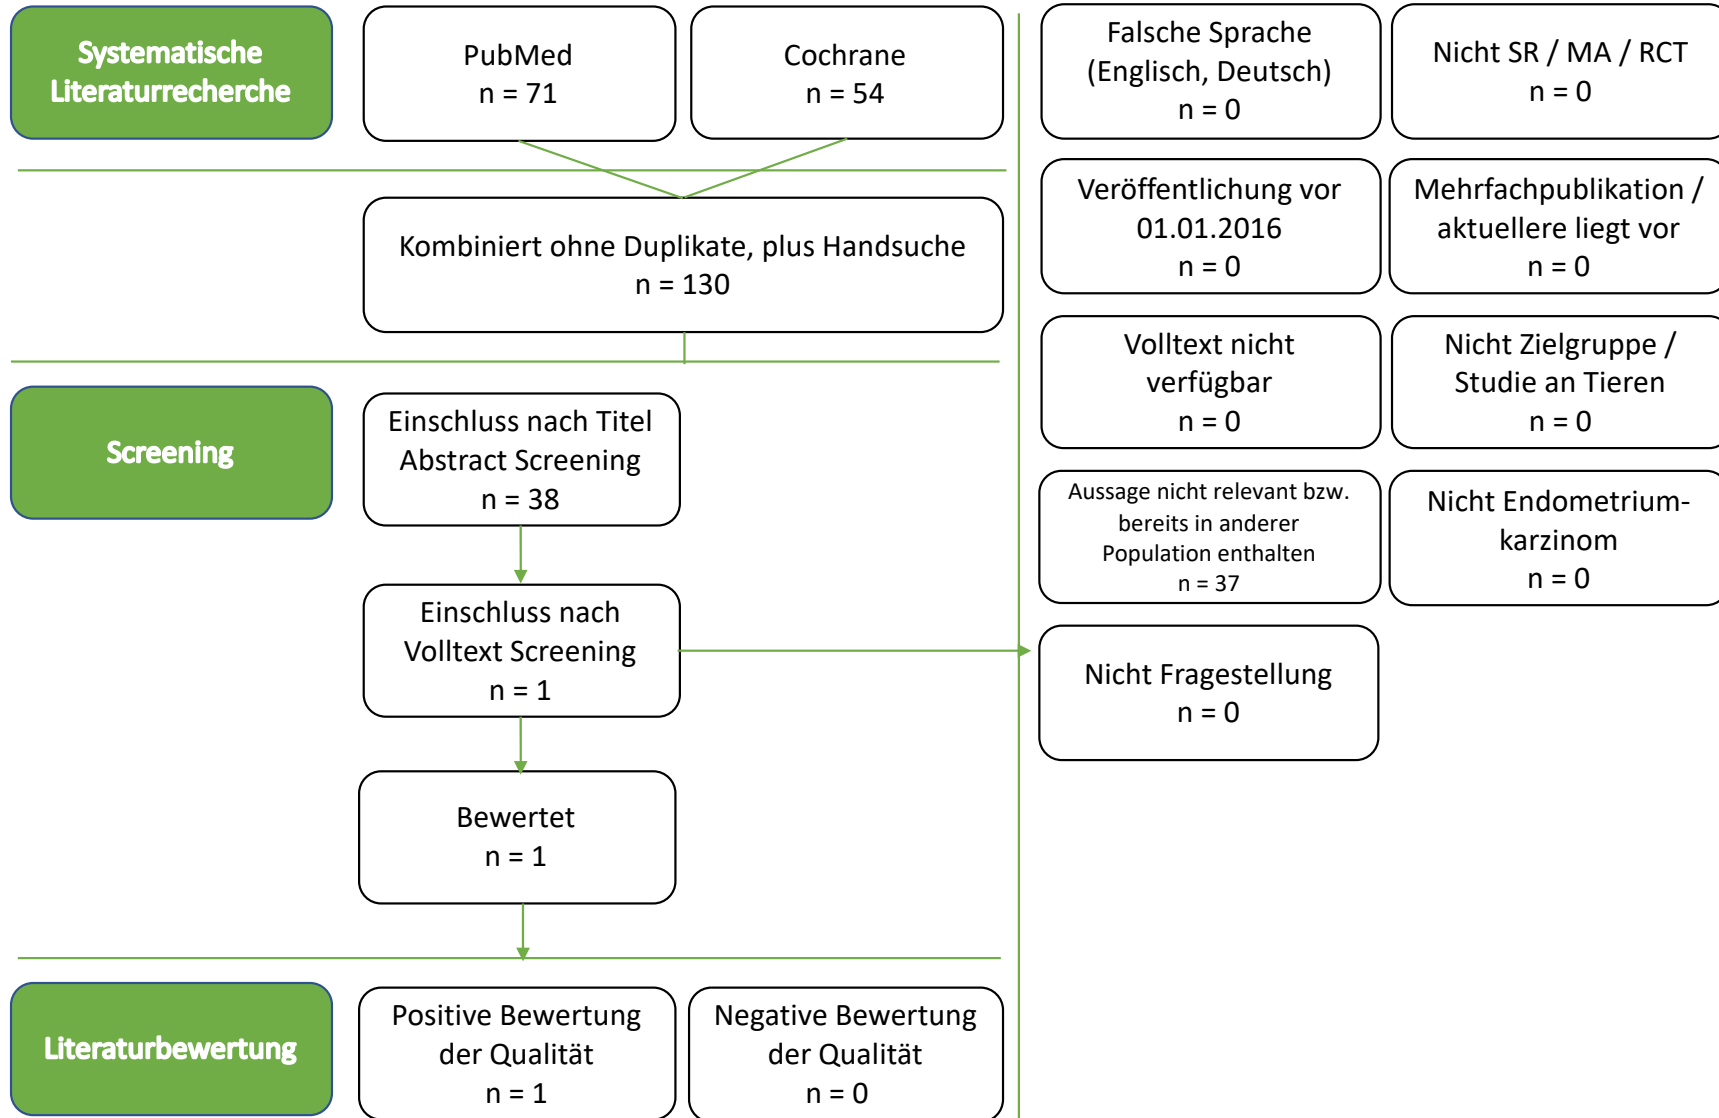 Systematische
Literaturrecherche
PubMed
n = 71
Cochrane
n = 54
Kombiniert ohne Duplikate, plus Handsuche
n = 130
Screening
Einschluss nach Titel
Abstract Screening
n = 38
Einschluss nach
Volltext Screening
n = 1
Bewertet
n = 1
Literaturbewertung
Positive Bewertung
der Qualität
n = 1
Negative Bewertung
der Qualität
n = 0
Falsche Sprache
(Englisch, Deutsch)
n = 0
Nicht SR / MA / RCT
n = 0
Veröffentlichung vor
01.01.2016
n = 0
Mehrfachpublikation /
aktuellere liegt vor
n = 0
Volltext nicht
verfügbar
n = 0
Nicht Zielgruppe /
Studie an Tieren
n = 0
Aussage nicht relevant bzw.
bereits in anderer
Population enthalten
n = 37
Nicht Endometrium-
karzinom
n = 0
Nicht Fragestellung
n = 0